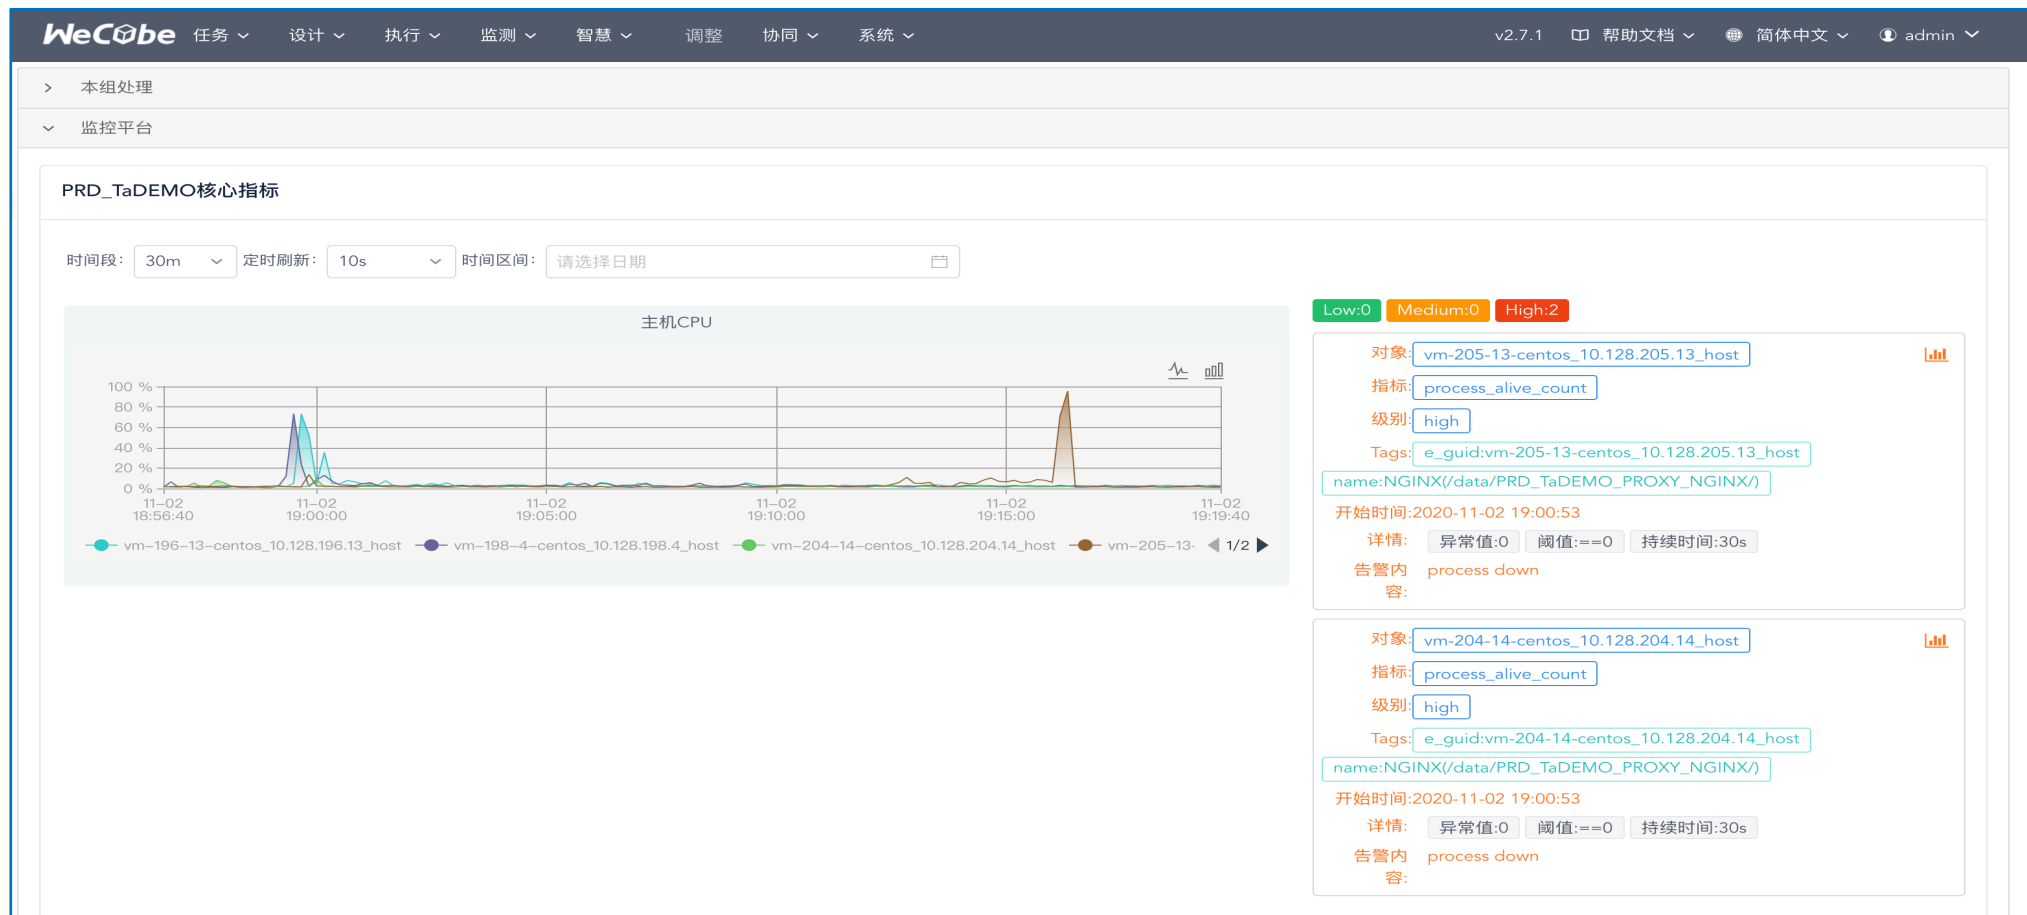 WeCube 任务 设计 执行 监测 智慧 调整 协同 系统 v2.7.1 帮助文档 简体中文 admin
本组处理
监控平台
PRD_TaDEMO核心指标
时间段: 30m 定时刷新: 10s 时间区间: 请选择日期
主机CPU
100 %
80 %
60 %
40 %
20 %
0 %
11-02 11-02 11-02 11-02 11-02 11-02
18:56:40 19:00:00 19:05:00 19:10:00 19:15:00 19:19:40
vm-196-13-centos_10.128.196.13_host vm-198-4-centos_10.128.198.4_host vm-204-14-centos_10.128.204.14_host vm-205-13- 1/2
Low:0 Medium:0 High:2
对象: vm-205-13-centos_10.128.205.13_host
指标: process_alive_count
级别: high
Tags: e_guid:vm-205-13-centos_10.128.205.13_host
name:NGINX(/data/PRD_TaDEMO_PROXY_NGINX/)
开始时间:2020-11-02 19:00:53
详情: 异常值:0 阈值:==0 持续时间:30s
告警内 process down
容:
对象: vm-204-14-centos_10.128.204.14_host
指标: process_alive_count
级别: high
Tags: e_guid:vm-204-14-centos_10.128.204.14_host
name:NGINX(/data/PRD_TaDEMO_PROXY_NGINX/)
开始时间:2020-11-02 19:00:53
详情: 异常值:0 阈值:==0 持续时间:30s
告警内 process down
容: